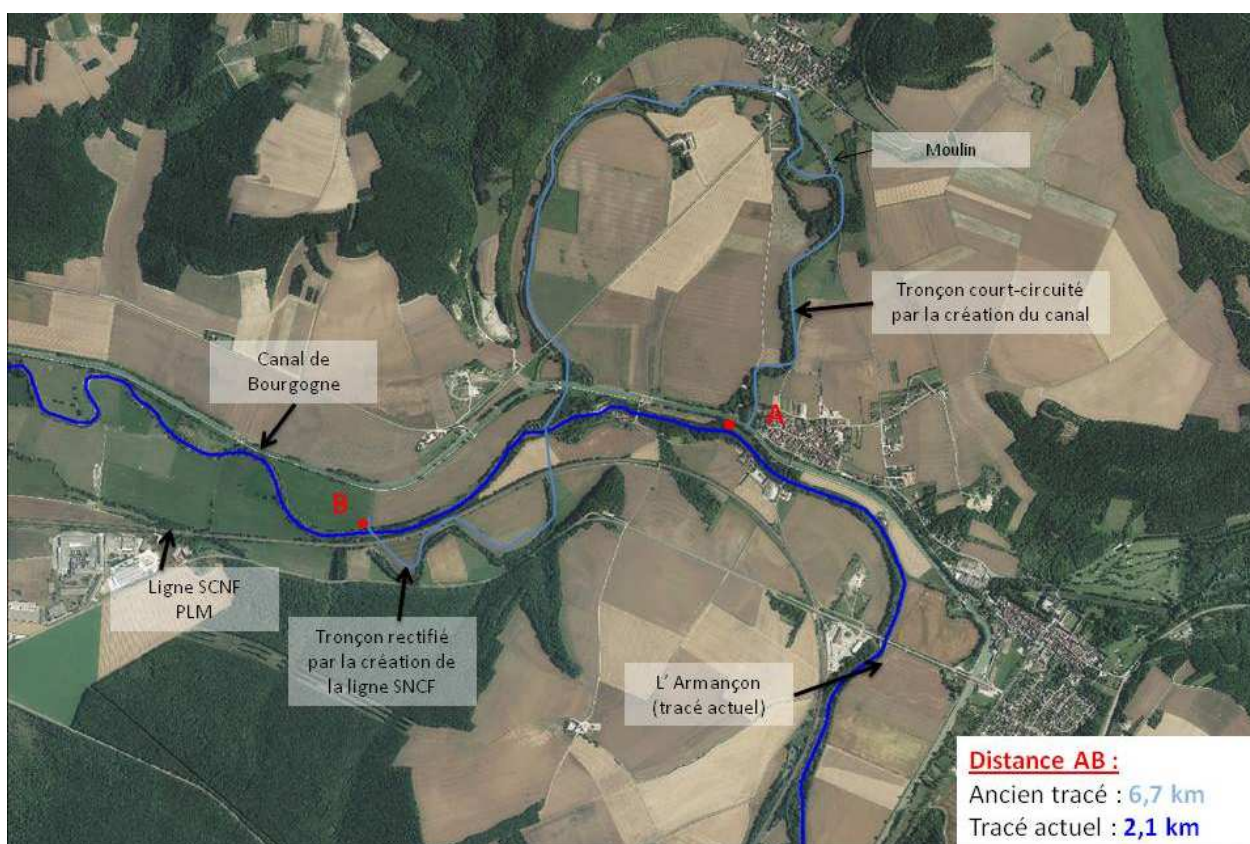 Moulin
Tronçon court-circuité
par la création du canal
Canal de
Bourgogne
A
B
Ligne SCNF
PLM
Tronçon rectifié
par la création de
la ligne SNCF
L' Armançon
(tracé actuel)
Distance AB :
Ancien tracé : 6,7 km
Tracé actuel : 2,1 km